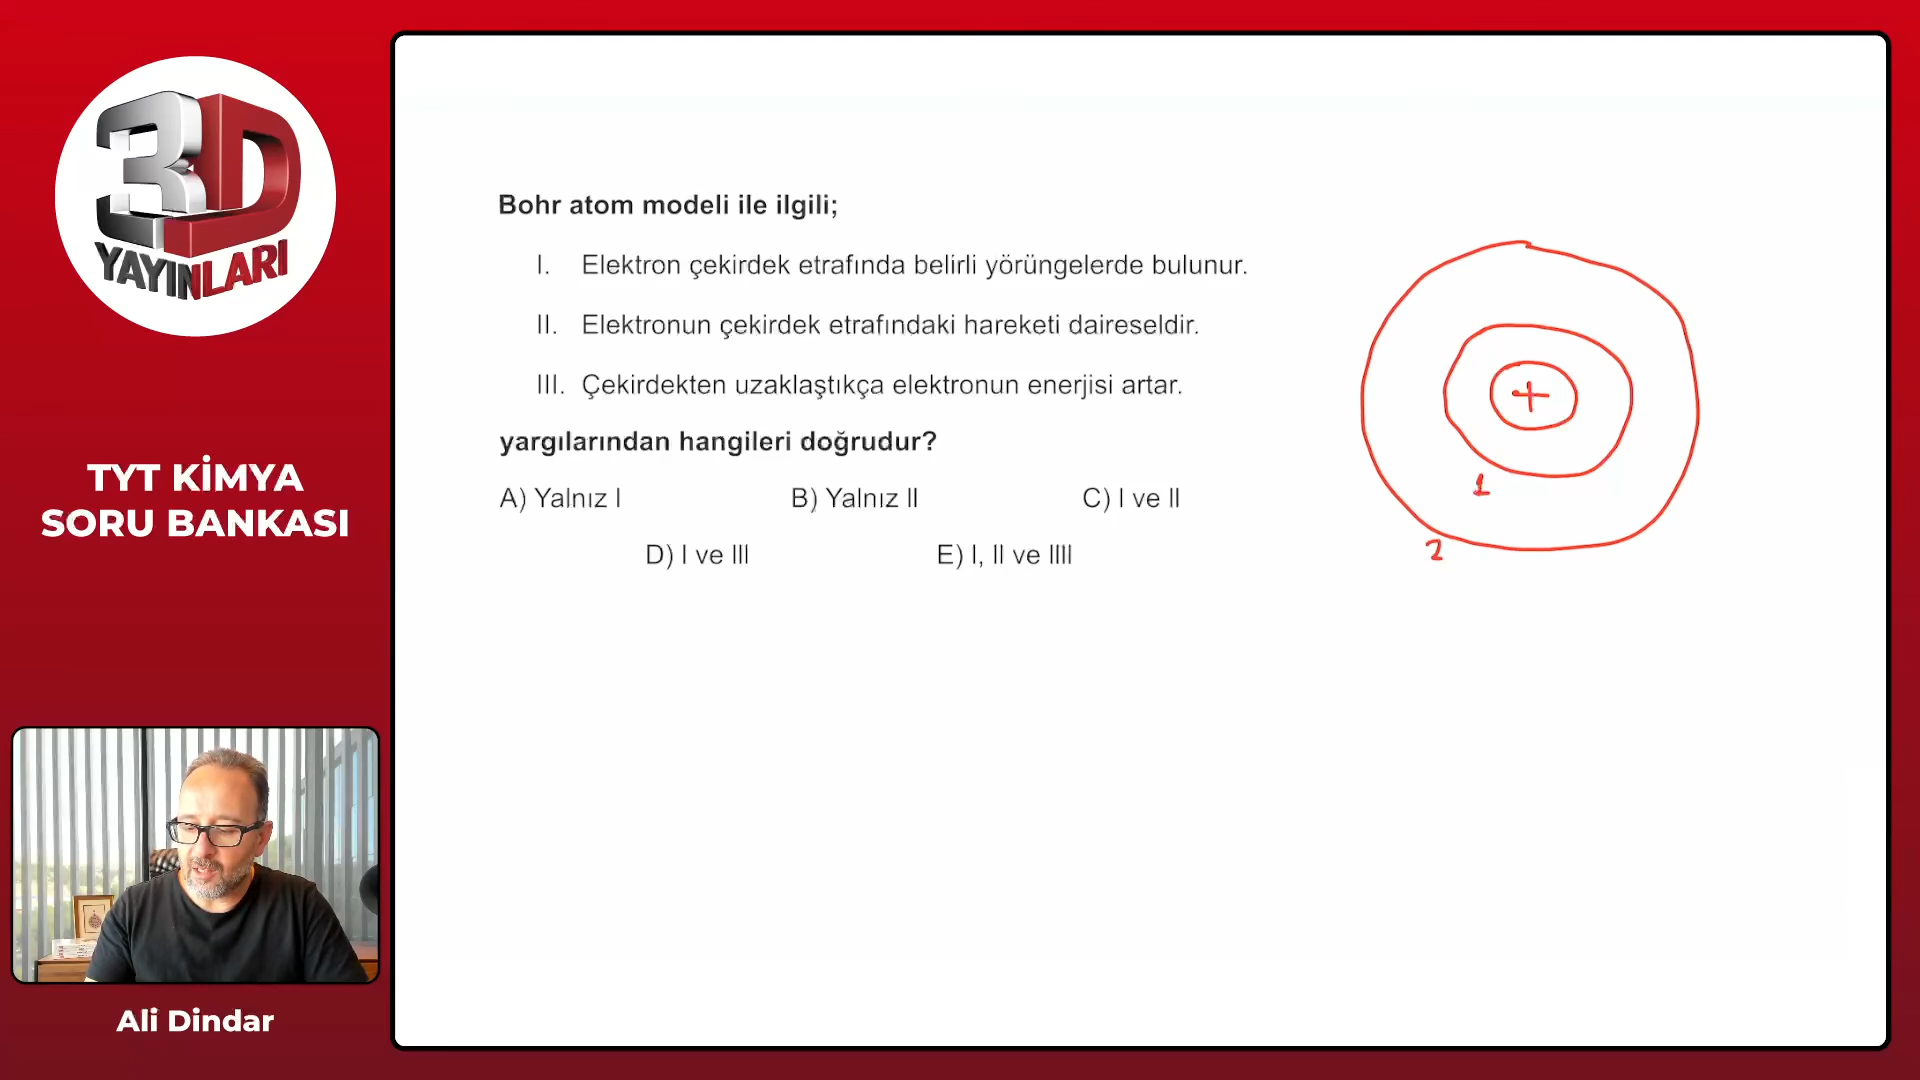 3D
YAYINLARI
TYT KİMYA
SORU BANKASI
Ali Dindar
Bohr atom modeli ile ilgili;
I. Elektron çekirdek etrafında belirli yörüngelerde bulunur.
II. Elektronun çekirdek etrafındaki hareketi daireseldir.
III. Çekirdekten uzaklaştıkça elektronun enerjisi artar.
yargılarından hangileri doğrudur?
A) Yalnız I B) Yalnız II C) I ve II
D) I ve III E) I, II ve IIII
+
1
2